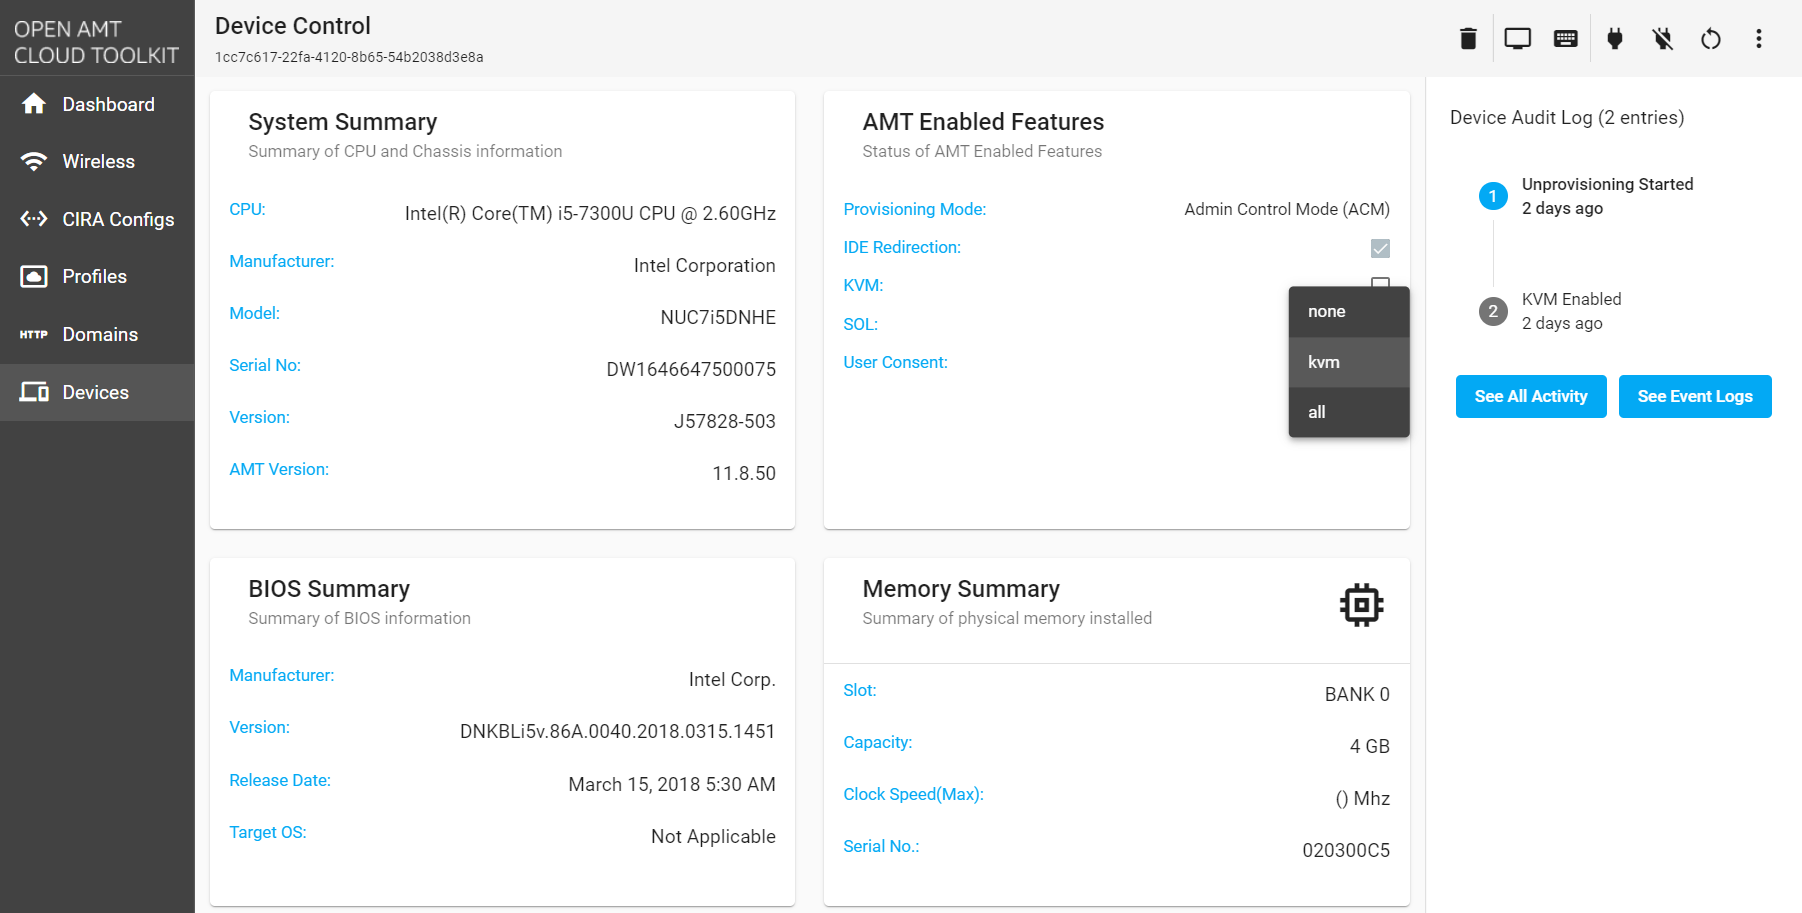 OPEN AMT
CLOUD TOOLKIT
Dashboard
Wireless
CIRA Configs
Profiles
HTTP Domains
Devices
Device Control
1cc7c617-22fa-4120-8b65-54b2038d3e8a
System Summary
Summary of CPU and Chassis information
CPU: Intel(R) Core(TM) i5-7300U CPU @ 2.60GHz
Manufacturer: Intel Corporation
Model: NUC7i5DNHE
Serial No: DW1646647500075
Version: J57828-503
AMT Version: 11.8.50
AMT Enabled Features
Status of AMT Enabled Features
Provisioning Mode: Admin Control Mode (ACM)
IDE Redirection:
KVM:
SOL:
User Consent:
none
kvm
all
BIOS Summary
Summary of BIOS information
Manufacturer: Intel Corp.
Version: DNKBLi5v.86A.0040.2018.0315.1451
Release Date: March 15, 2018 5:30 AM
Target OS: Not Applicable
Memory Summary
Summary of physical memory installed
Slot: BANK 0
Capacity: 4 GB
Clock Speed(Max): () Mhz
Serial No.: 020300C5
Device Audit Log (2 entries)
1 Unprovisioning Started
2 days ago
2 KVM Enabled
2 days ago
See All Activity
See Event Logs